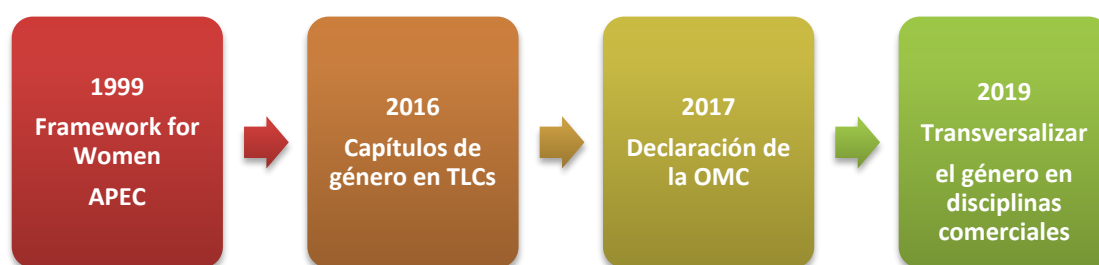 1999
Framework for
Women
APEC
2016
Capítulos de
género en TLCs
2017
Declaración de
la OMC
2019
Transversalizar
el género en
disciplinas
comerciales